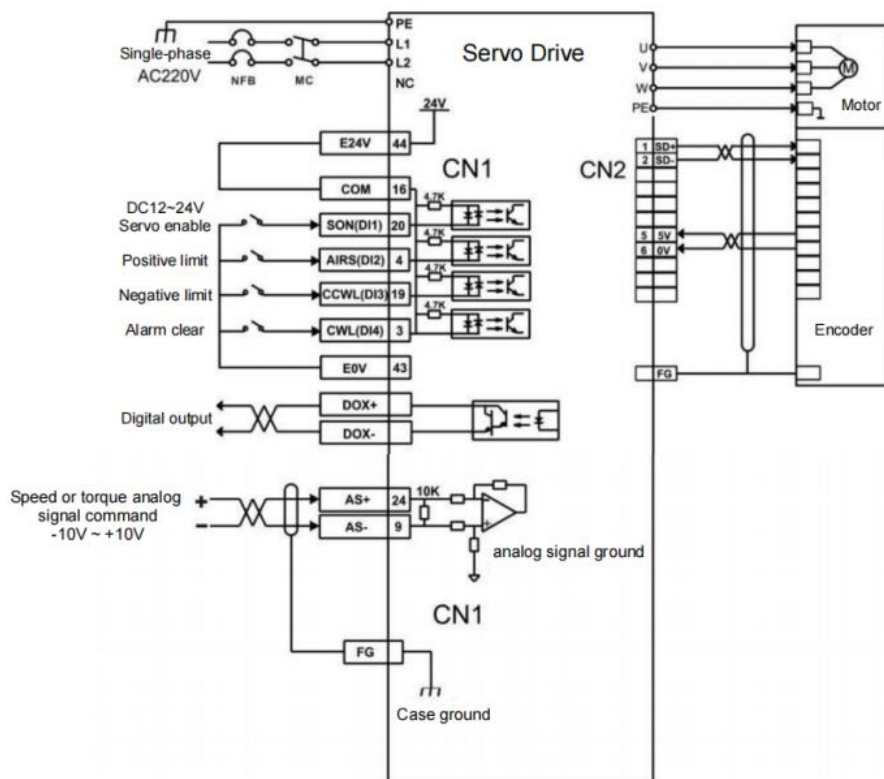 PE
Single-phase
AC220V
NFB
MC
L1
L2
NC
Servo Drive
U
V
W
PE
M
Motor
24V
E24V 44
CN1
COM 16
4.7K
DC12~24V
Servo enable
SON(DI1) 20
4.7K
Positive limit
AIRS(DI2) 4
4.7K
Negative limit
CCWL(DI3) 19
4.7K
Alarm clear
CWL(DI4) 3
E0V 43
CN2
1 SD+
2 SD-
5 5V
6 0V
Encoder
FG
Digital output
DOX+
DOX-
Speed or torque analog
signal command
-10V ~ +10V
+
−
AS+ 24
10K
AS- 9
−
+
analog signal ground
CN1
FG
Case ground